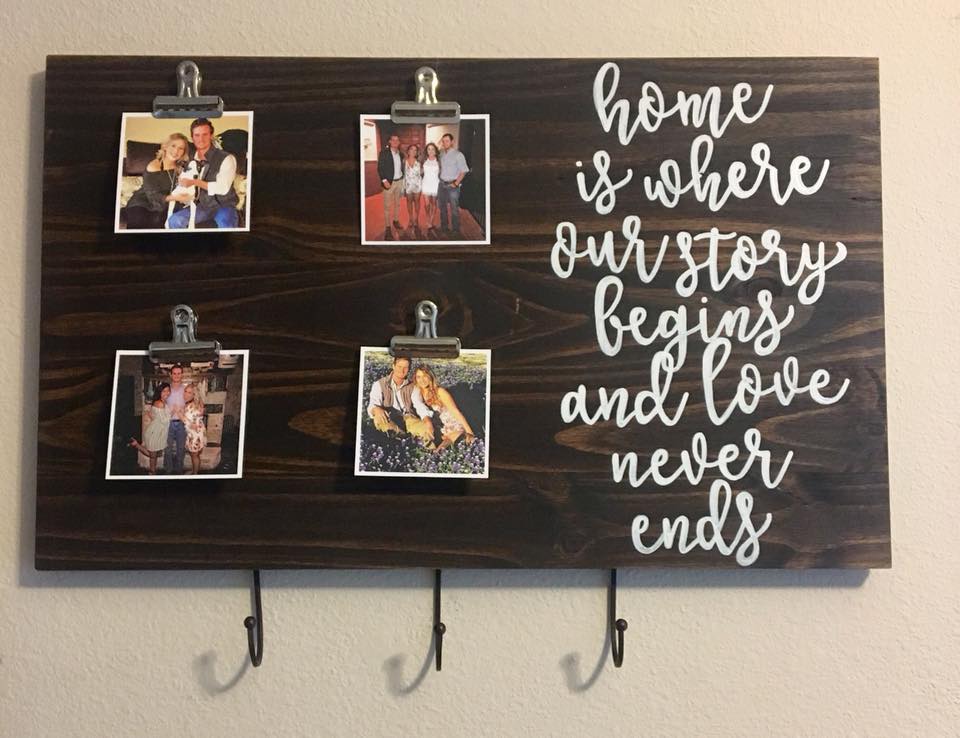 home
is where
our story
begins
and love
never
ends